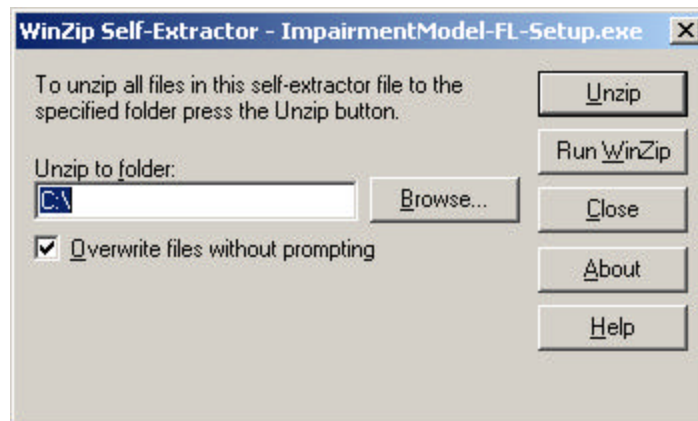 WinZip Self-Extractor - ImpairmentModel-FL-Setup.exe
To unzip all files in this self-extractor file to the
specified folder press the Unzip button.
Unzip to folder:
C:\
Browse...
Overwrite files without prompting
Unzip
Run WinZip
Close
About
Help